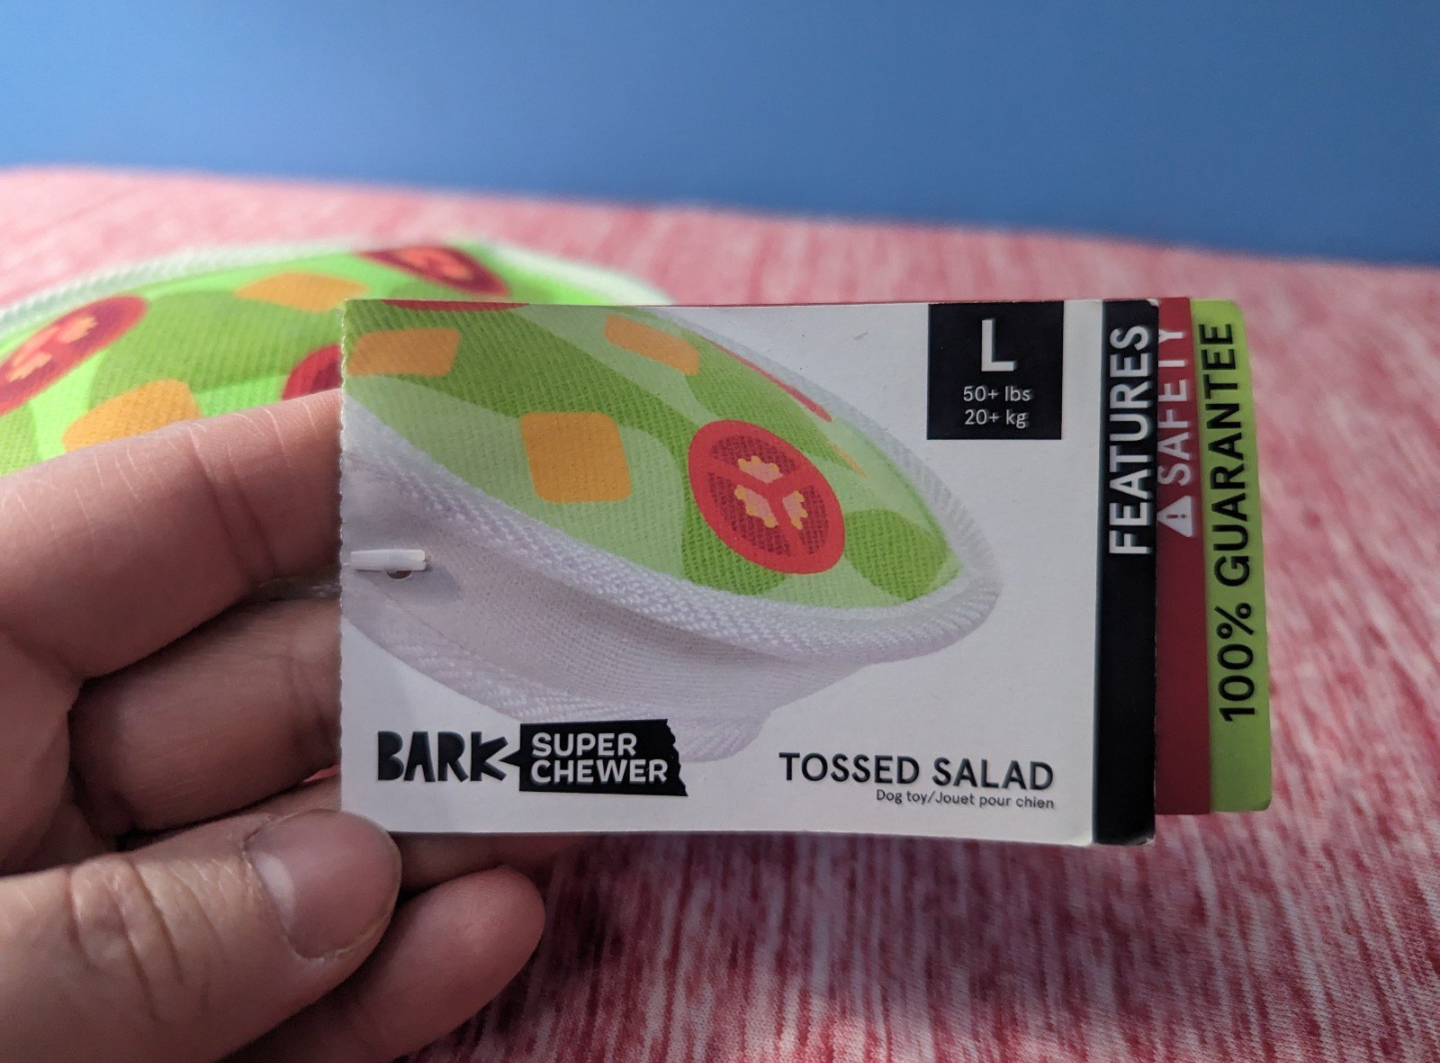 L
50+ lbs
20+ kg
BARK
SUPER
CHEWER
TOSSED SALAD
Dog toy/Jouet pour chien
FEATURES
SAFETY
100% GUARANTEE